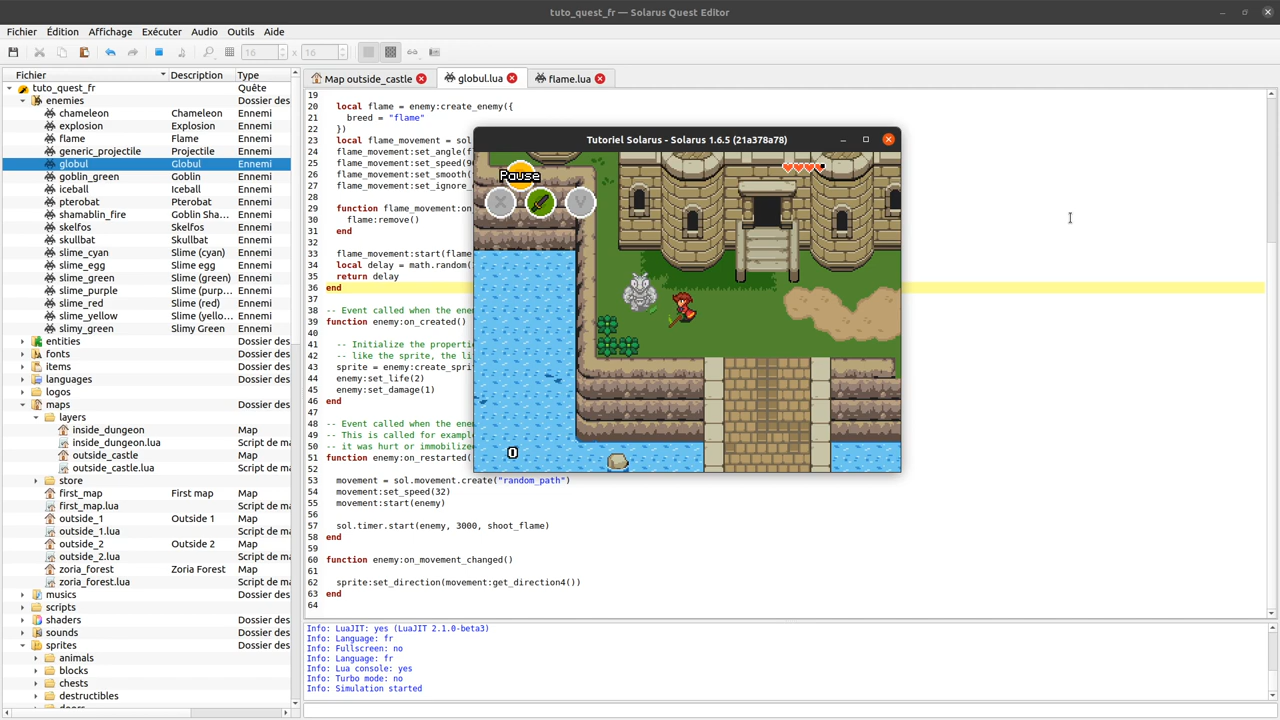 tuto_quest_fr — Solarus Quest Editor
Fichier Édition Affichage Exécuter Audio Outils Aide
16 x 16
Fichier Description Type
tuto_quest_fr Quête
enemies Dossier des
chameleon Chameleon Ennemi
explosion Explosion Ennemi
flame Flame Ennemi
generic_projectile Projectile Ennemi
globul Globul Ennemi
goblin_green Goblin Ennemi
iceball Iceball Ennemi
pterobat Pterobat Ennemi
shamablin_fire Goblin Sha... Ennemi
skelfos Skelfos Ennemi
skullbat Skullbat Ennemi
slime_cyan Slime (cyan) Ennemi
slime_egg Slime egg Ennemi
slime_green Slime (green) Ennemi
slime_purple Slime (purp... Ennemi
slime_red Slime (red) Ennemi
slime_yellow Slime (yello... Ennemi
slimy_green Slimy Green Ennemi
entities Dossier des
fonts Dossier des
items Dossier des
languages Dossier des
logos Dossier des
maps Dossier des
layers Dossier
inside_dungeon Map
inside_dungeon.lua Script de ma
outside_castle Map
outside_castle.lua Script de ma
store Dossier
first_map First map Map
first_map.lua Script de ma
outside_1 Outside 1 Map
outside_1.lua Script de ma
outside_2 Outside 2 Map
outside_2.lua Script de ma
zoria_forest Zoria Forest Map
zoria_forest.lua Script de ma
musics Dossier des
scripts Dossier
shaders Dossier des
sounds Dossier des
sprites Dossier des
animals Dossier
blocks Dossier
chests Dossier
destructibles Dossier
Map outside_castle globul.lua flame.lua
19
20 local flame = enemy:create_enemy({
21 breed = "flame"
22 })
23 local flame_movement = sol
24 flame_movement:set_angle(f
25 flame_movement:set_speed(9
26 flame_movement:set_smooth(
27 flame_movement:set_ignore_
28
29 function flame_movement:on
30 flame:remove()
31 end
32
33 flame_movement:start(flame
34 local delay = math.random(
35 return delay
36 end
37
38 -- Event called when the ene
39 function enemy:on_created()
40
41 -- Initialize the properti
42 -- like the sprite, the li
43 sprite = enemy:create_spri
44 enemy:set_life(2)
45 enemy:set_damage(1)
46 end
47
48 -- Event called when the ene
49 -- This is called for exampl
50 -- it was hurt or immobilize
51 function enemy:on_restarted(
52
53 movement = sol.movement.create("random_path")
54 movement:set_speed(32)
55 movement:start(enemy)
56
57 sol.timer.start(enemy, 3000, shoot_flame)
58 end
59
60 function enemy:on_movement_changed()
61
62 sprite:set_direction(movement:get_direction4())
63 end
64
Tutoriel Solarus - Solarus 1.6.5 (21a378a78)
Pause
0
Info: LuaJIT: yes (LuaJIT 2.1.0-beta3)
Info: Language: fr
Info: Fullscreen: no
Info: Language: fr
Info: Lua console: yes
Info: Turbo mode: no
Info: Simulation started